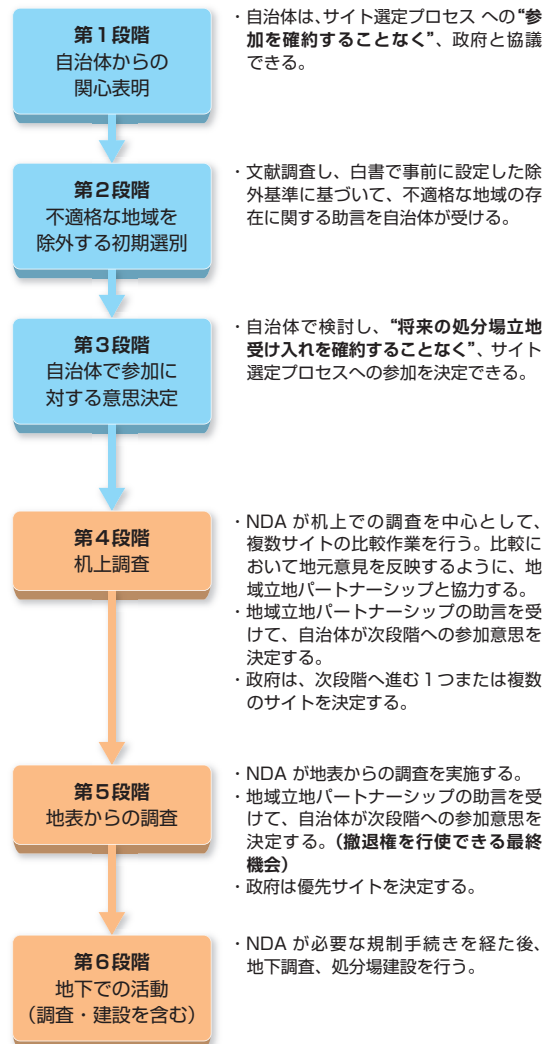 第1段階
自治体からの
関心表明
・自治体は、サイト選定プロセス への“参
加を確約することなく”、政府と協議
できる。
第2段階
不適格な地域を
除外する初期選別
・文献調査し、白書で事前に設定した除
外基準に基づいて、不適格な地域の存
在に関する助言を自治体が受ける。
第3段階
自治体で参加に
対する意思決定
・自治体で検討し、“将来の処分場立地
受け入れを確約することなく”、サイト
選定プロセスへの参加を決定できる。
第4段階
机上調査
・NDA が机上での調査を中心として、
複数サイトの比較作業を行う。比較に
おいて地元意見を反映するように、地
域立地パートナーシップと協力する。
・地域立地パートナーシップの助言を受
けて、自治体が次段階への参加意思を
決定する。
・政府は、次段階へ進む1つまたは複数
のサイトを決定する。
第5段階
地表からの調査
・NDA が地表からの調査を実施する。
・地域立地パートナーシップの助言を受
けて、自治体が次段階への参加意思を
決定する。(撤退権を行使できる最終
機会)
・政府は優先サイトを決定する。
第6段階
地下での活動
(調査・建設を含む)
・NDA が必要な規制手続きを経た後、
地下調査、処分場建設を行う。